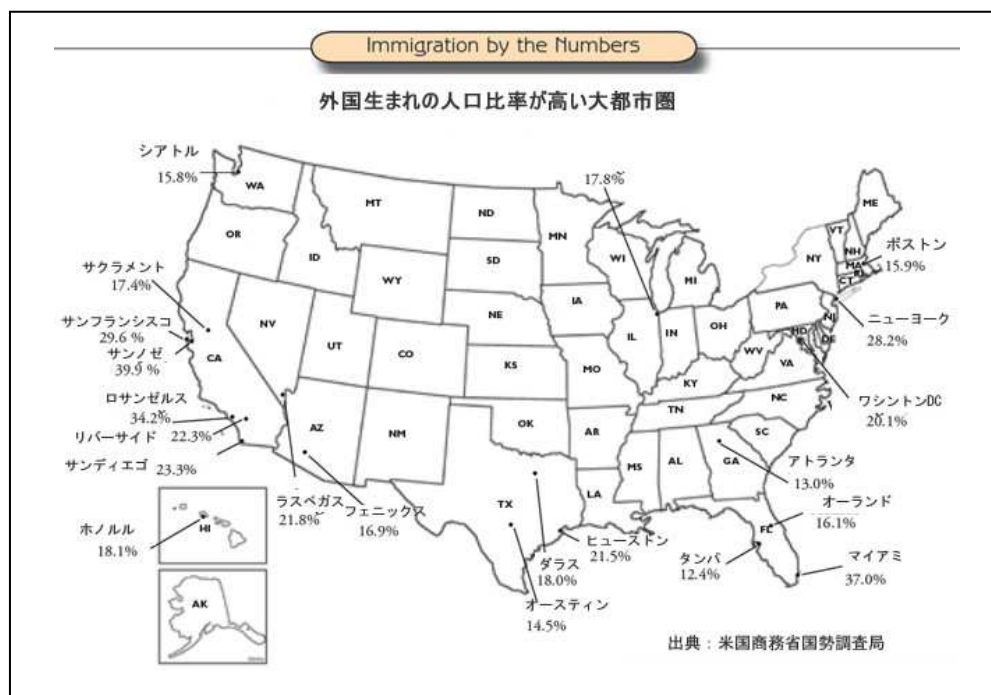 Immigration by the Numbers
外国生まれの人口比率が高い大都市圏
シアトル
15.8%
サクラメント
17.4%
サンフランシスコ
29.6 %
サンノゼ
39.9 %
ロサンゼルス
34.2%
リバーサイド 22.3%
サンディエゴ 23.3%
ホノルル
18.1%
ラスベガス
21.8%
フェニックス
16.9%
ダラス
18.0%
オースティン
14.5%
ヒューストン
21.5%
17.8%
ボストン
15.9%
ニューヨーク
28.2%
ワシントンDC
20.1%
アトランタ
13.0%
オーランド
16.1%
タンパ
12.4%
マイアミ
37.0%
WA
OR
CA
NV
ID
MT
WY
UT
AZ
CO
NM
ND
SD
NE
KS
OK
TX
MN
IA
MO
AR
LA
WI
IL
MI
IN
OH
KY
TN
MS
AL
GA
FL
SC
NC
VA
WV
PA
NY
VT
NH
ME
MA
RI
CT
NJ
DE
MD
HI
AK
出典：米国商務省国勢調査局